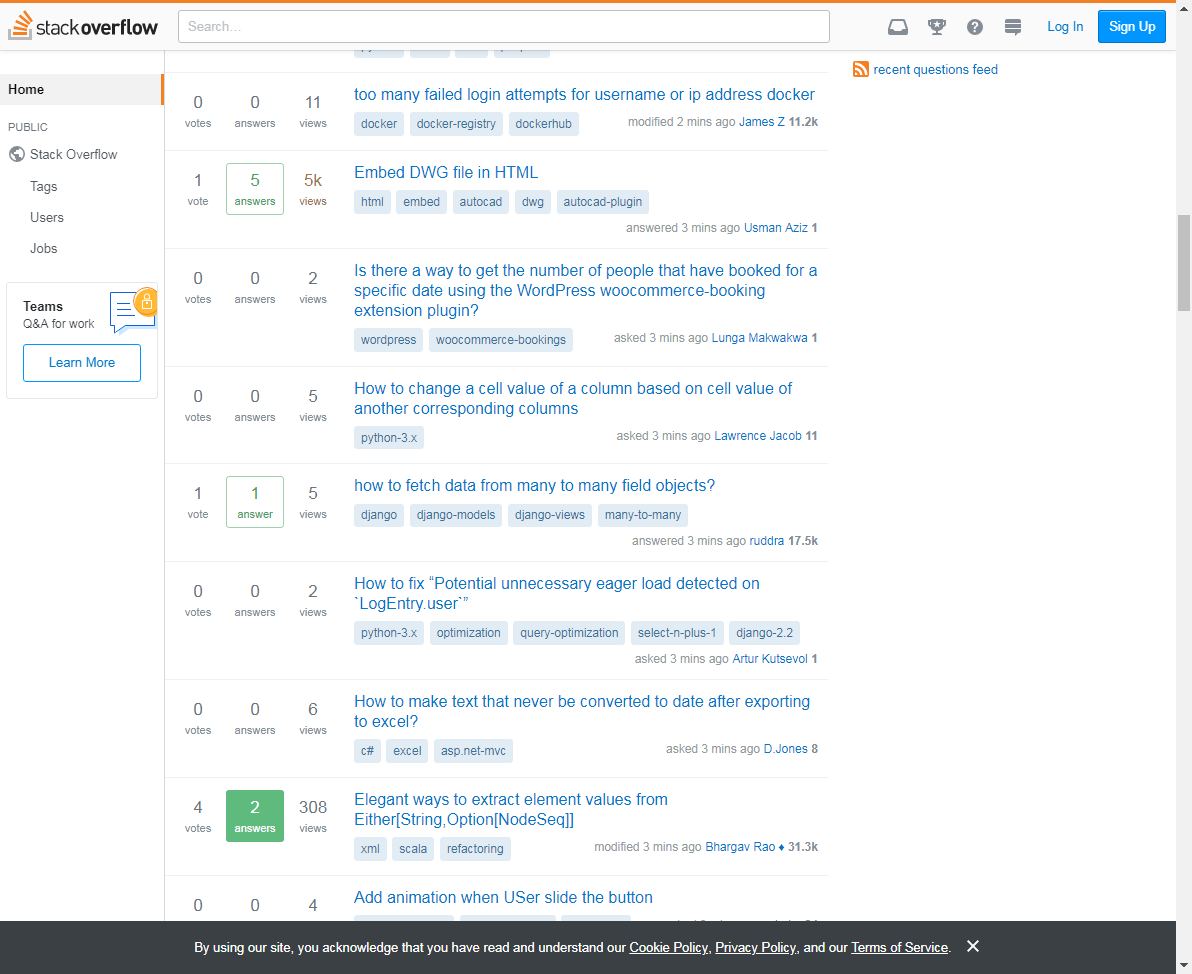 stackoverflow
Search...
Log In
Sign Up
Home
PUBLIC
Stack Overflow
Tags
Users
Jobs
Teams
Q&A for work
Learn More
recent questions feed
0 votes 0 answers 11 views
too many failed login attempts for username or ip address docker
docker docker-registry dockerhub
modified 2 mins ago James Z 11.2k
1 vote 5 answers 5k views
Embed DWG file in HTML
html embed autocad dwg autocad-plugin
answered 3 mins ago Usman Aziz 1
0 votes 0 answers 2 views
Is there a way to get the number of people that have booked for a
specific date using the WordPress woocommerce-booking
extension plugin?
wordpress woocommerce-bookings
asked 3 mins ago Lunga Makwakwa 1
0 votes 0 answers 5 views
How to change a cell value of a column based on cell value of
another corresponding columns
python-3.x
asked 3 mins ago Lawrence Jacob 11
1 vote 1 answer 5 views
how to fetch data from many to many field objects?
django django-models django-views many-to-many
answered 3 mins ago ruddra 17.5k
0 votes 0 answers 2 views
How to fix “Potential unnecessary eager load detected on
`LogEntry.user`”
python-3.x optimization query-optimization select-n-plus-1 django-2.2
asked 3 mins ago Artur Kutsevol 1
0 votes 0 answers 6 views
How to make text that never be converted to date after exporting
to excel?
c# excel asp.net-mvc
asked 3 mins ago D.Jones 8
4 votes 2 answers 308 views
Elegant ways to extract element values from
Either[String,Option[NodeSeq]]
xml scala refactoring
modified 3 mins ago Bhargav Rao ♦ 31.3k
0 0 4
Add animation when USer slide the button
By using our site, you acknowledge that you have read and understand our Cookie Policy, Privacy Policy, and our Terms of Service.